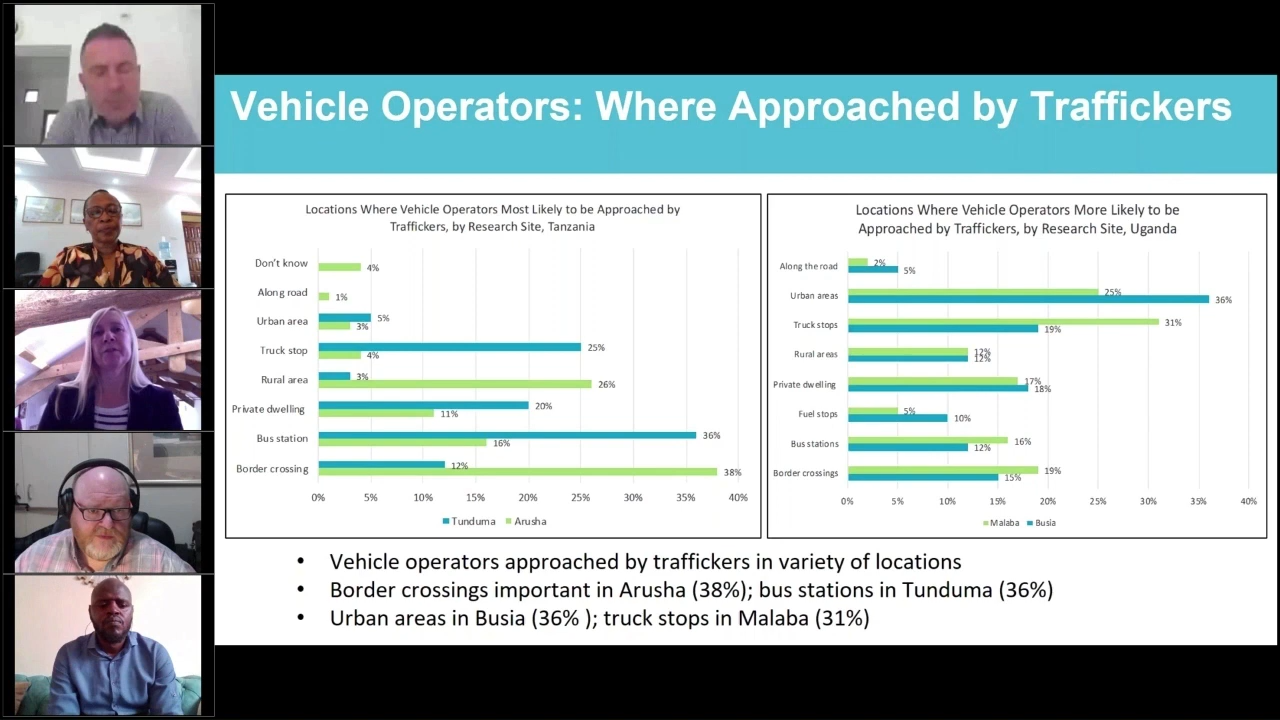 Vehicle Operators: Where Approached by Traffickers
Locations Where Vehicle Operators Most Likely to be Approached by
Traffickers, by Research Site, Tanzania
Don't know
4%
Along road
1%
Urban area
5%
3%
Truck stop
25%
4%
Rural area
3%
26%
Private dwelling
20%
11%
Bus station
36%
16%
Border crossing
12%
38%
0% 5% 10% 15% 20% 25% 30% 35% 40%
Tunduma Arusha
Locations Where Vehicle Operators More Likely to be
Approached by Traffickers, by Research Site, Uganda
Along the road
2%
5%
Urban areas
25%
36%
Truck stops
31%
19%
Rural areas
12%
12%
Private dwelling
17%
18%
Fuel stops
5%
10%
Bus stations
16%
12%
Border crossings
19%
15%
0% 5% 10% 15% 20% 25% 30% 35% 40%
Malaba Busia
• Vehicle operators approached by traffickers in variety of locations
• Border crossings important in Arusha (38%); bus stations in Tunduma (36%)
• Urban areas in Busia (36% ); truck stops in Malaba (31%)